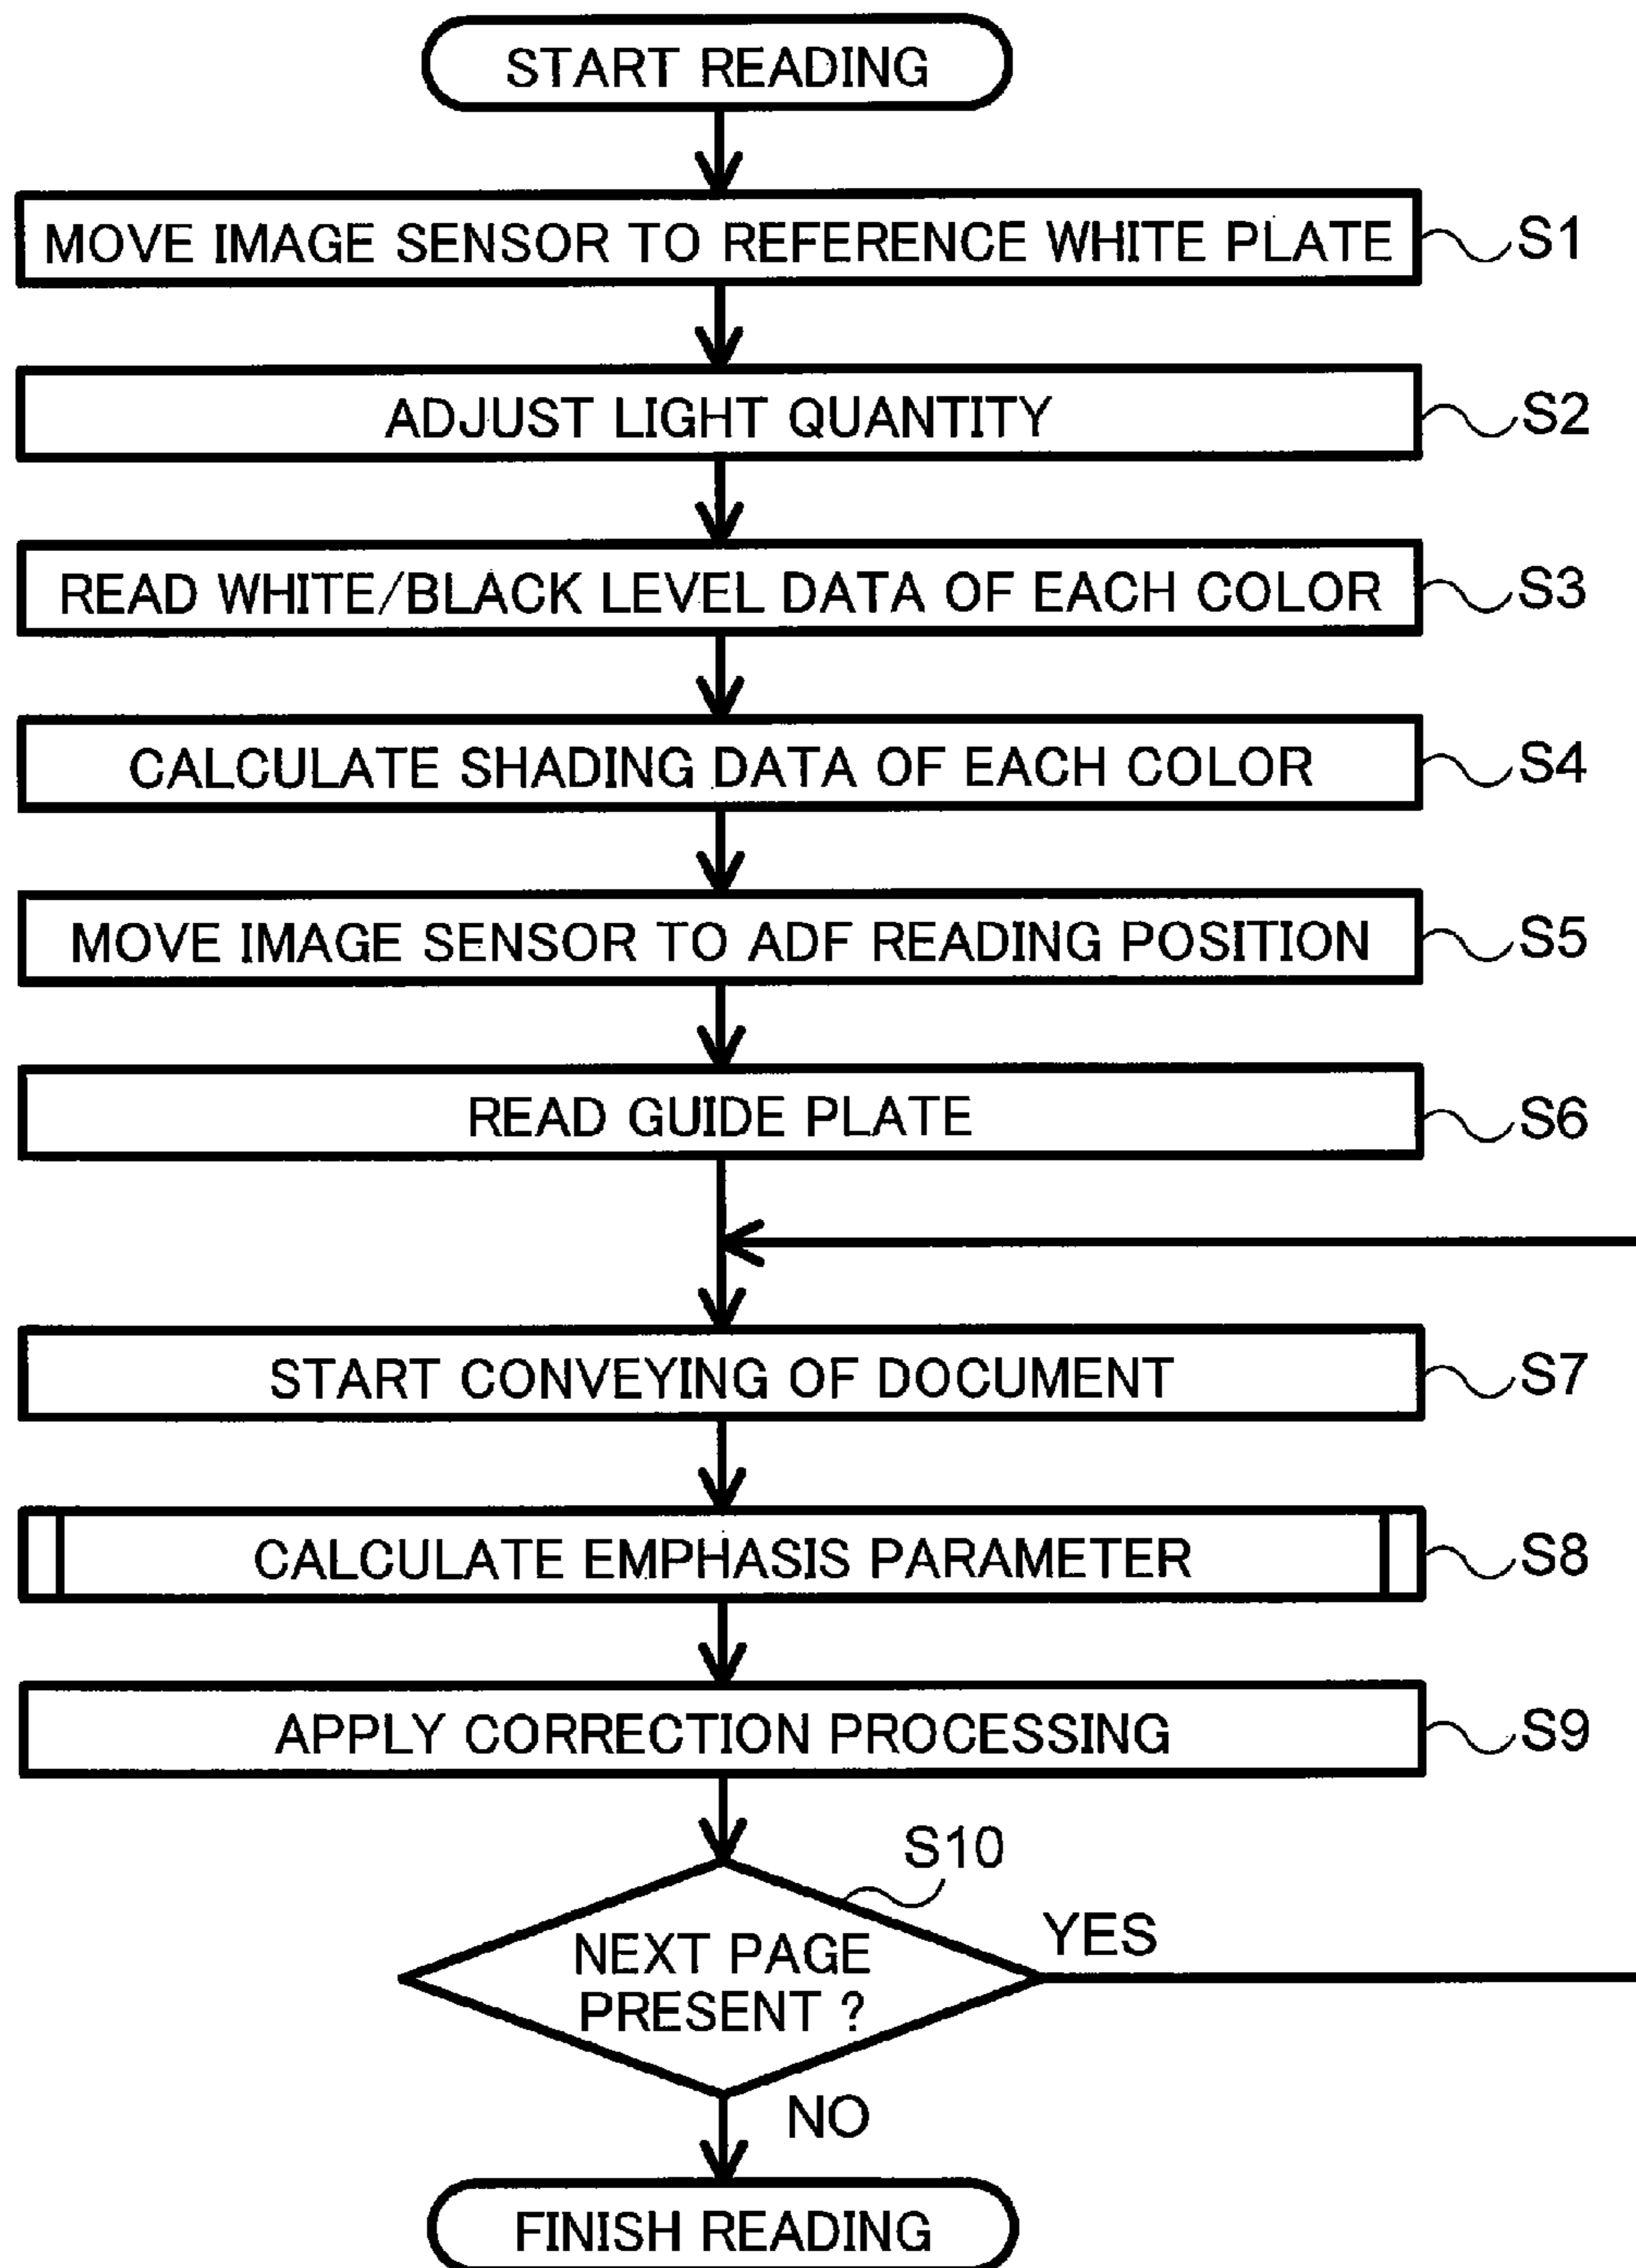 START READING
MOVE IMAGE SENSOR TO REFERENCE WHITE PLATE
S1
ADJUST LIGHT QUANTITY
S2
READ WHITE/BLACK LEVEL DATA OF EACH COLOR
S3
CALCULATE SHADING DATA OF EACH COLOR
S4
MOVE IMAGE SENSOR TO ADF READING POSITION
S5
READ GUIDE PLATE
S6
START CONVEYING OF DOCUMENT
S7
CALCULATE EMPHASIS PARAMETER
S8
APPLY CORRECTION PROCESSING
S9
S10
NEXT PAGE
PRESENT ?
YES
NO
FINISH READING